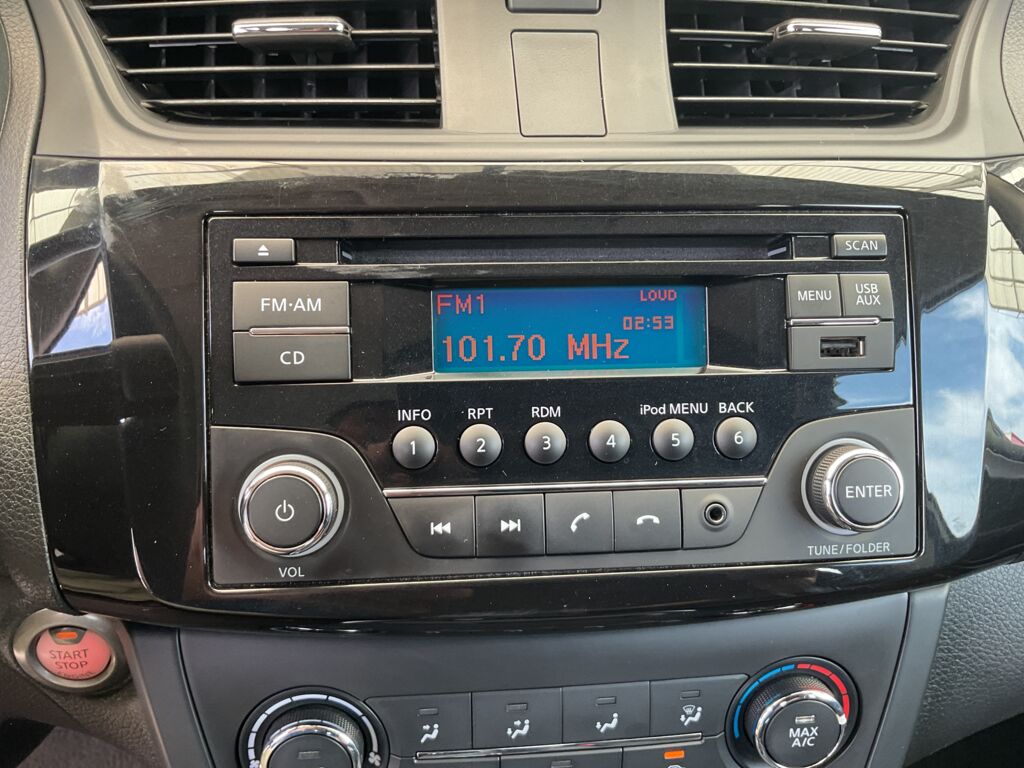 SCAN
FM·AM
CD
FM1
LOUD
02:53
101.70 MHz
MENU
USB
AUX
INFO
RPT
RDM
iPod MENU
BACK
1
2
3
4
5
6
ENTER
VOL
TUNE/FOLDER
START
STOP
MAX
A/C